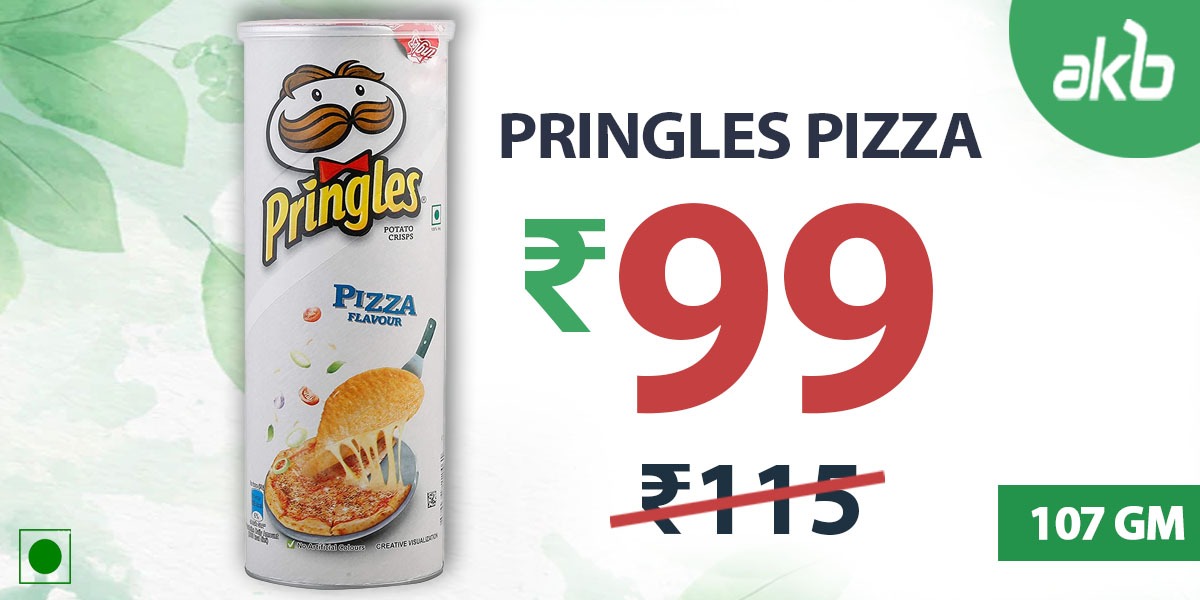 akb
PRINGLES PIZZA
₹99
₹115
107 GM
Pringles
POTATO
CRISPS
PIZZA
FLAVOUR
No Artificial Colours
CREATIVE VISUALIZATION